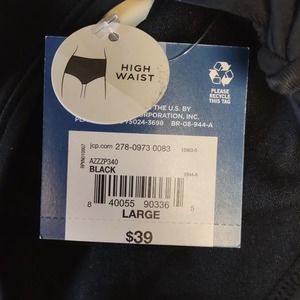 HIGH
WAIST
IN THE U.S. BY
CORPORATION, INC.
75024-3698 BR-08-944-A
PLEASE
RECYCLE
THIS TAG
jcp.com 278-0973 0083
AZZZP340
BLACK
8 40055 90336 5
LARGE
$39